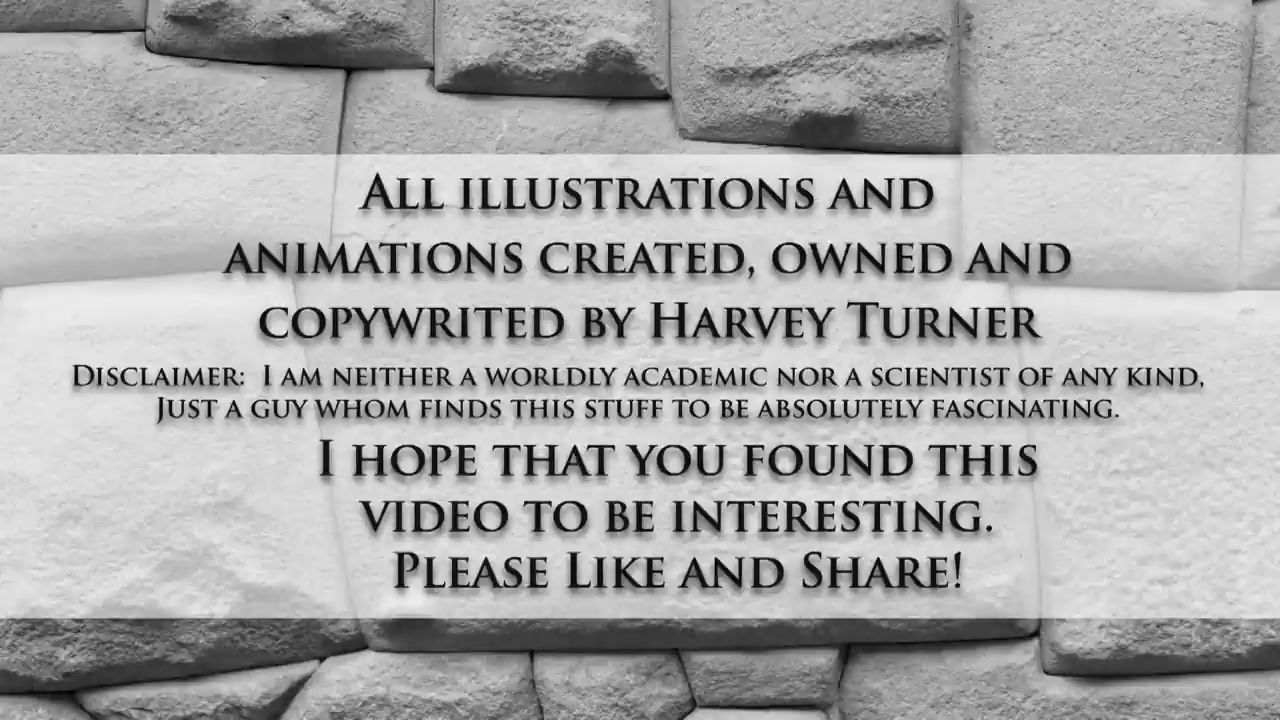 All illustrations and
animations created, owned and
copywrited by Harvey Turner
Disclaimer:  I am neither a worldly academic nor a scientist of any kind,
Just a guy whom finds this stuff to be absolutely fascinating.
I hope that you found this
video to be interesting.
Please Like and Share!